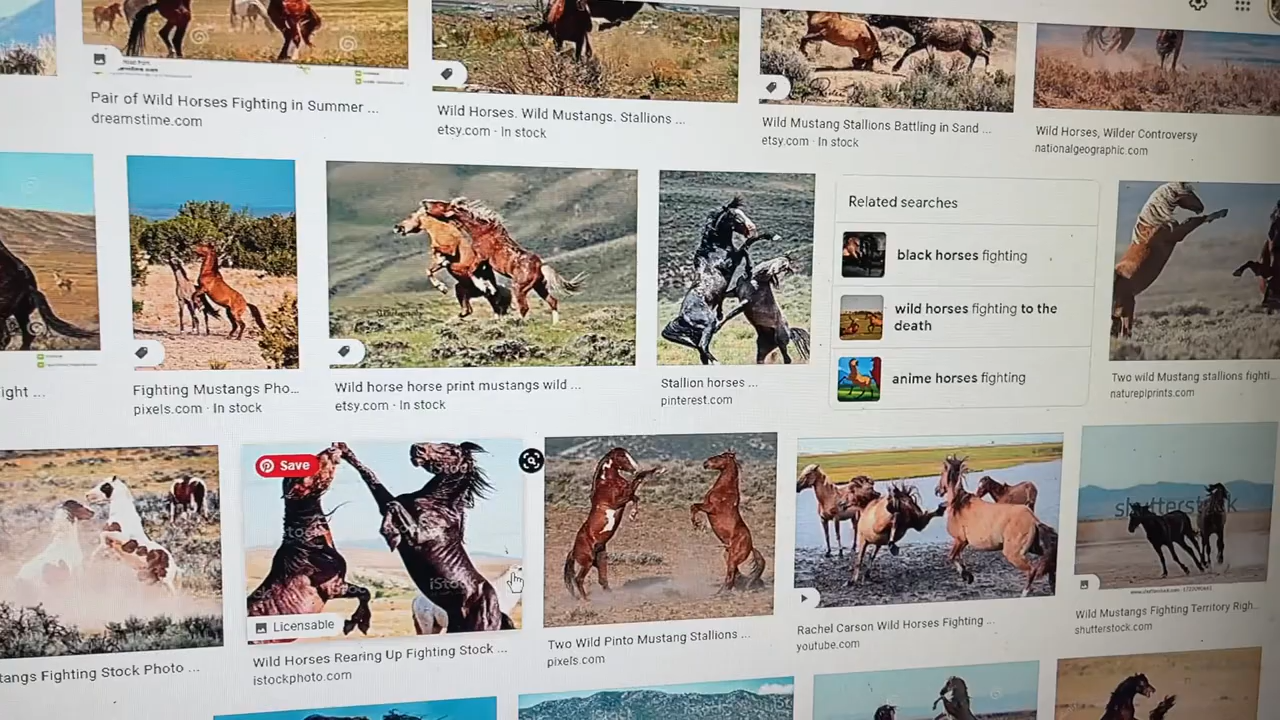 Pair of Wild Horses Fighting in Summer ...
dreamstime.com
Wild Horses. Wild Mustangs. Stallions ...
etsy.com · In stock
Wild Mustang Stallions Battling in Sand ...
etsy.com · In stock
Wild Horses, Wilder Controversy
nationalgeographic.com
ight ...
Fighting Mustangs Pho...
pixels.com · In stock
Wild horse horse print mustangs wild ...
etsy.com · In stock
Stallion horses ...
pinterest.com
Related searches
black horses fighting
wild horses fighting to the
death
anime horses fighting
Two wild Mustang stallions fighti...
natureplprints.com
tangs Fighting Stock Photo ...
Save
iStock
Licensable
Wild Horses Rearing Up Fighting Stock ...
istockphoto.com
Two Wild Pinto Mustang Stallions ...
pixels.com
Rachel Carson Wild Horses Fighting ...
youtube.com
shutterstock
Wild Mustangs Fighting Territory Righ...
shutterstock.com